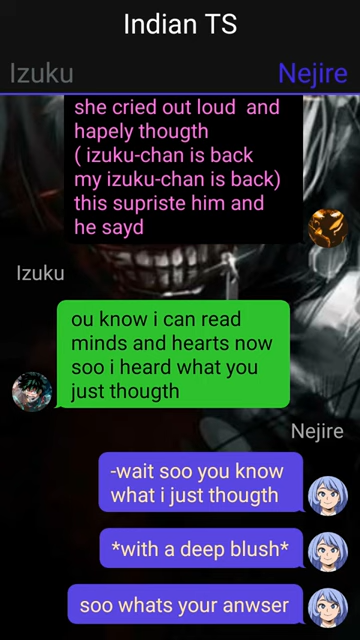 Indian TS
Izuku
Nejire
she cried out loud  and
hapely thougth
( izuku-chan is back
my izuku-chan is back)
this supriste him and
he sayd
Izuku
ou know i can read
minds and hearts now
soo i heard what you
just thougth
Nejire
-wait soo you know
what i just thougth
*with a deep blush*
soo whats your anwser